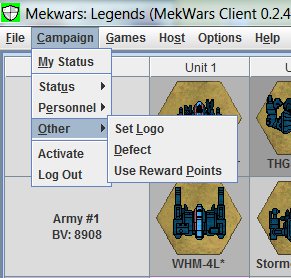 Mekwars: Legends (MekWars Client 0.2.4
File Campaign Games Host Options Help
Unit 1
My Status
Status
Personnel
Other
Set Logo
Defect
Use Reward Points
Activate
Log Out
THG
Army #1
BV: 8908
WHM-4L*
Storm